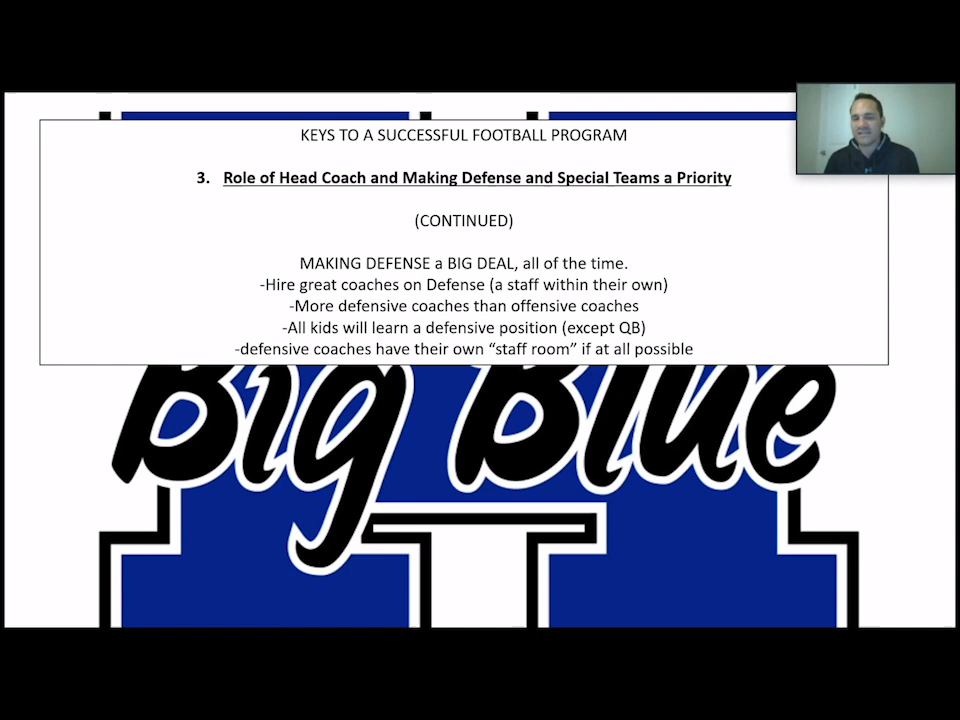 KEYS TO A SUCCESSFUL FOOTBALL PROGRAM
3. Role of Head Coach and Making Defense and Special Teams a Priority
(CONTINUED)
MAKING DEFENSE a BIG DEAL, all of the time.
-Hire great coaches on Defense (a staff within their own)
-More defensive coaches than offensive coaches
-All kids will learn a defensive position (except QB)
-defensive coaches have their own “staff room” if at all possible
Big Blue